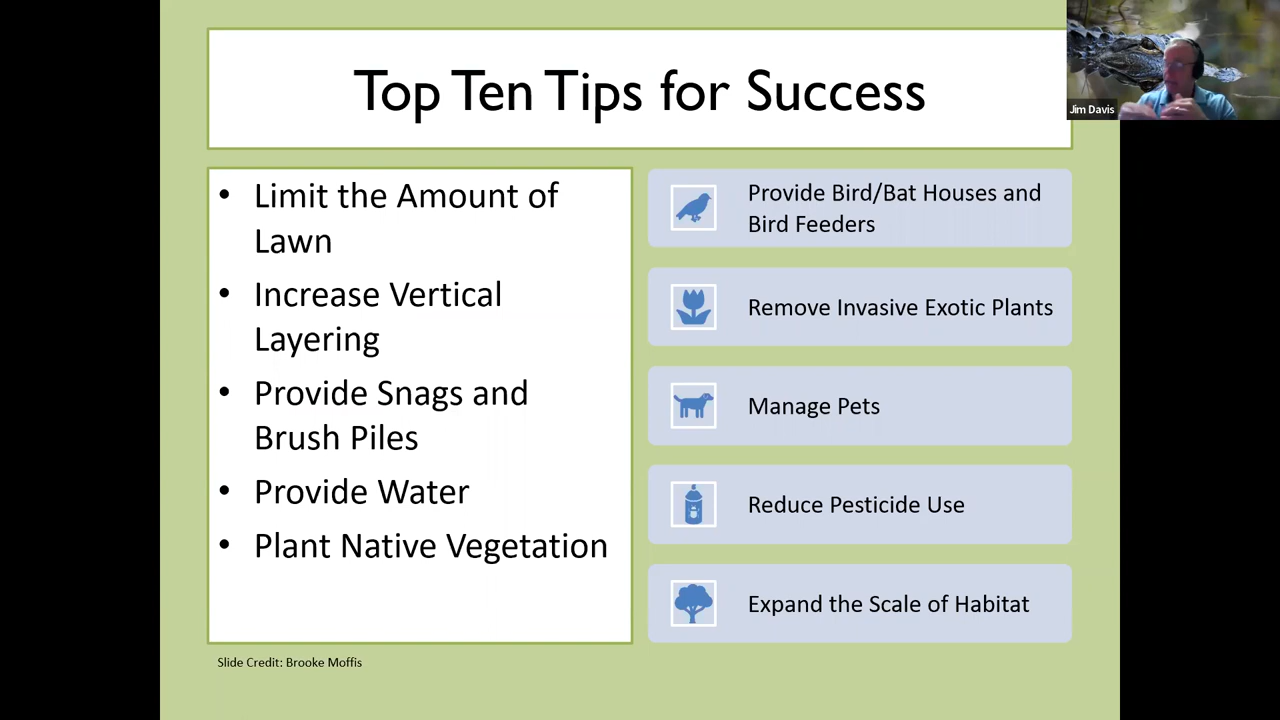 Top Ten Tips for Success
Jim Davis
• Limit the Amount of
Lawn
• Increase Vertical
Layering
• Provide Snags and
Brush Piles
• Provide Water
• Plant Native Vegetation
Provide Bird/Bat Houses and
Bird Feeders
Remove Invasive Exotic Plants
Manage Pets
Reduce Pesticide Use
Expand the Scale of Habitat
Slide Credit: Brooke Moffis